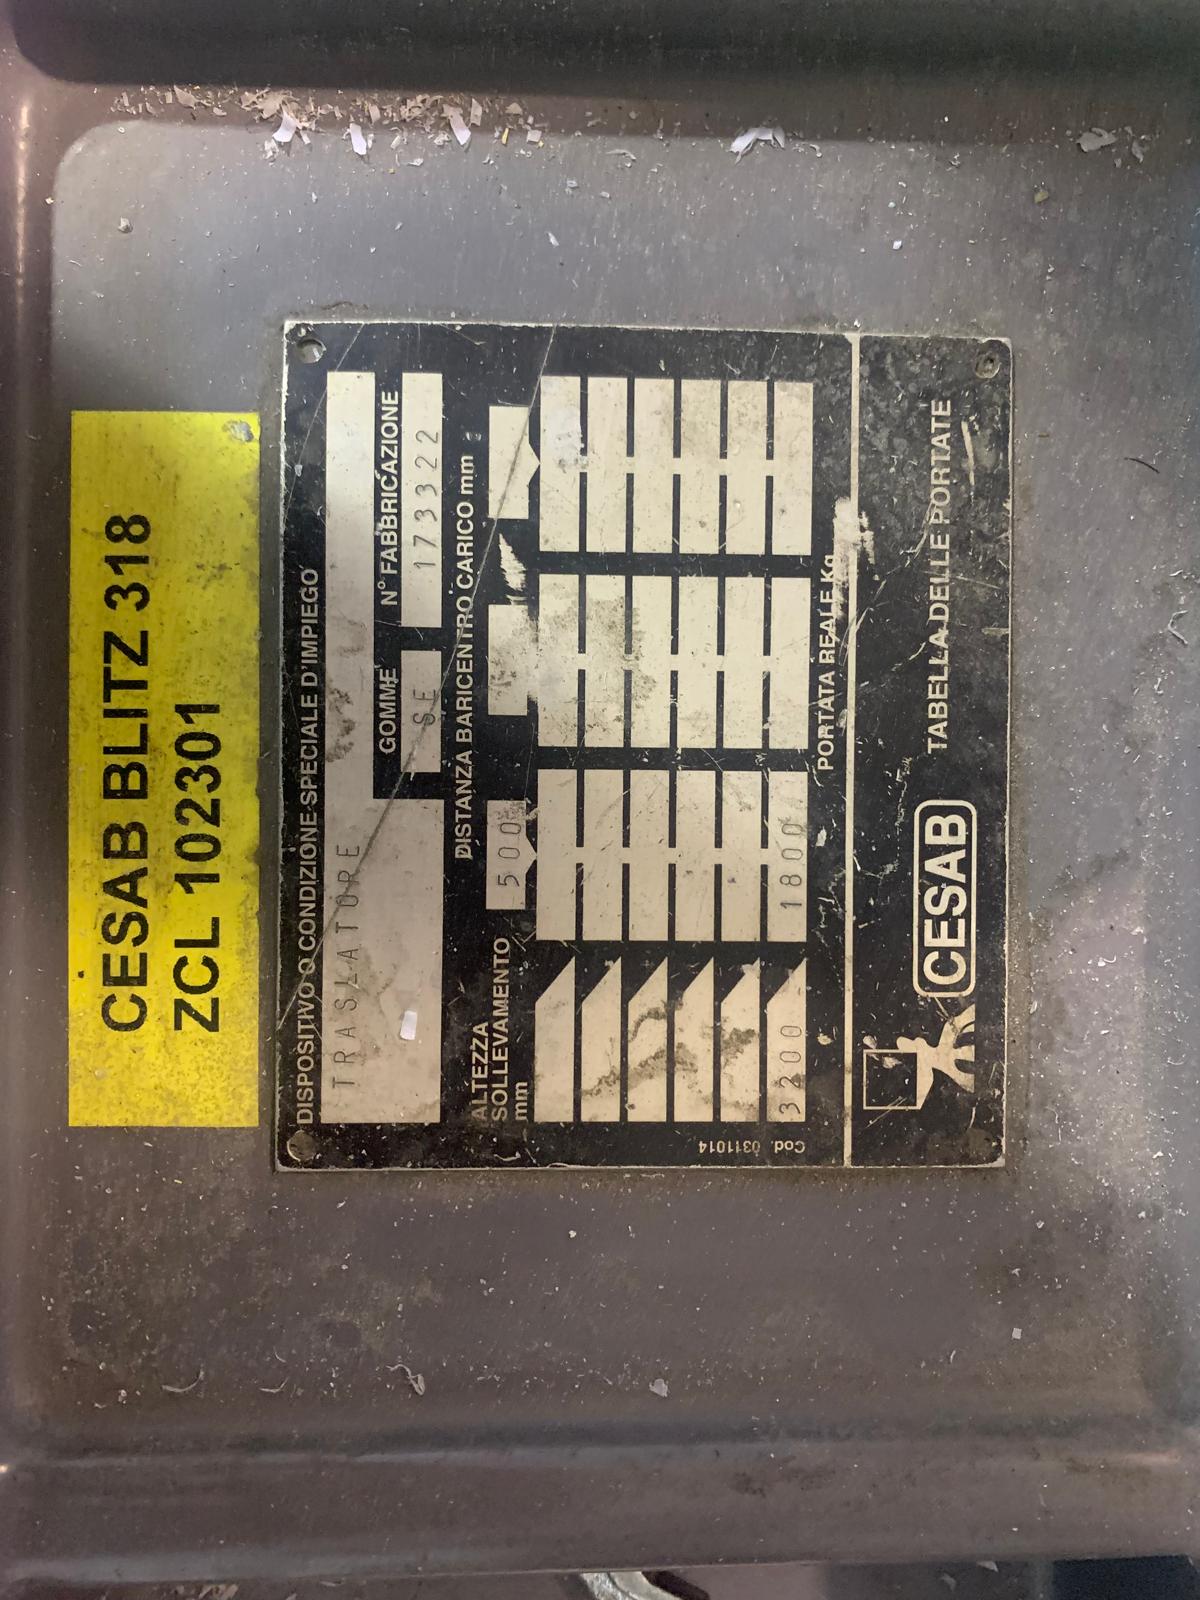 CESAB BLITZ 318
ZCL 102301
DISPOSITIVO O CONDIZIONE SPECIALE D'IMPIEGO
TRASLATORE
GOMME N° FABBRICAZIONE
SE 173322
DISTANZA BARICENTRO CARICO mm
ALTEZZA
SOLLEVAMENTO
mm
500
3200 1800
Cod. 0311014
PORTATA REALE Kg
CESAB TABELLA DELLE PORTATE